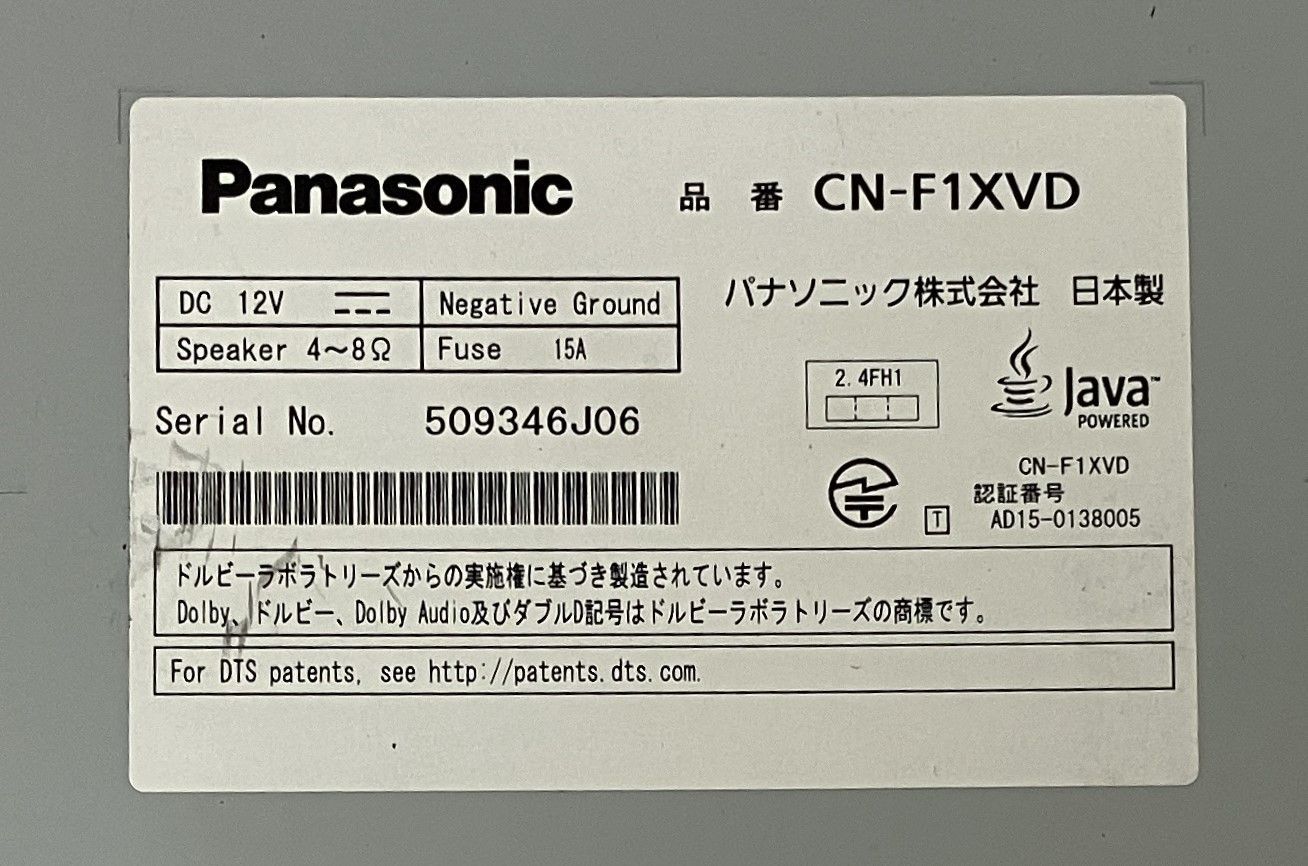 Panasonic 品番 CN-F1XVD
DC 12V Negative Ground
Speaker 4～8Ω Fuse 15A
パナソニック株式会社 日本製
2.4FH1
Java™
POWERED
Serial No. 509346J06
CN-F1XVD
認証番号
T AD15-0138005
ドルビーラボラトリーズからの実施権に基づき製造されています。
Dolby、ドルビー、Dolby Audio及びダブルD記号はドルビーラボラトリーズの商標です。
For DTS patents, see http://patents.dts.com.